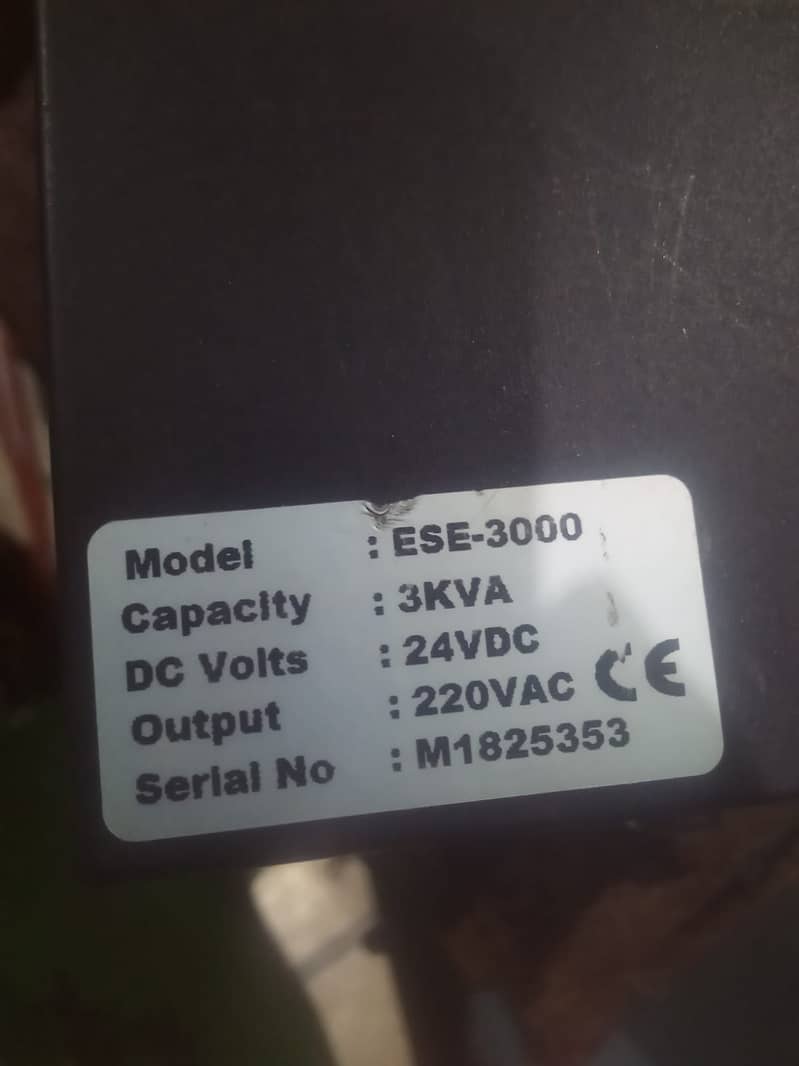 Model : ESE-3000
Capacity : 3KVA
DC Volts : 24VDC
Output : 220VAC CE
Serial No : M1825353